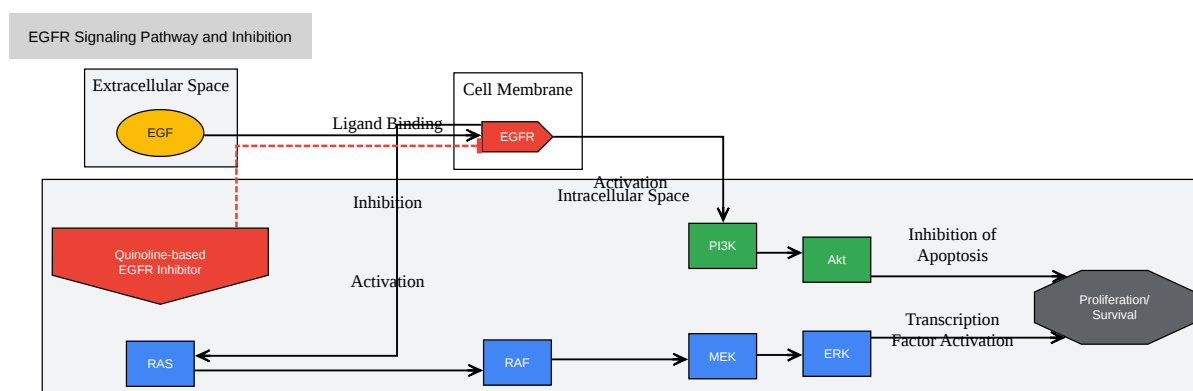 EGFR Signaling Pathway and Inhibition
Extracellular Space
Cell Membrane
EGF
Ligand Binding
EGFR
Activation
Intracellular Space
Inhibition
Quinoline-based
EGFR Inhibitor
PI3K
Akt
Inhibition of
Apoptosis
Activation
Proliferation/
Survival
Transcription
Factor Activation
RAS
RAF
MEK
ERK